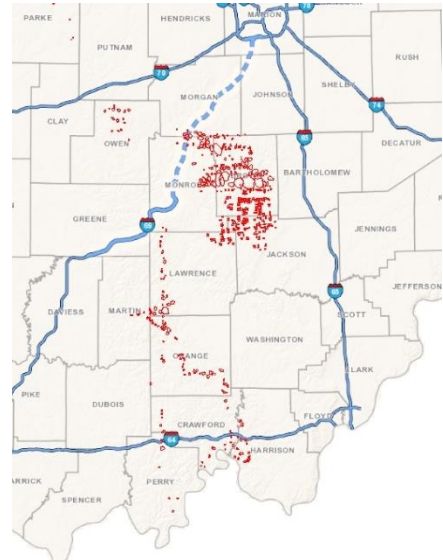 MARION
PARKE
HENDRICKS
PUTNAM
RUSH
70
SHELBY
MORGAN
JOHNSON
74
CLAY
DECATUR
OWEN
65
BARTHOLOMEW
MONRO
GREENE
69
JENNINGS
JACKSON
LAWRENCE
JEFFERSON
65
DAVIESS
MARTIN
SCOTT
WASHINGTON
ORANGE
CLARK
PIKE
DUBOIS
CRAWFORD
FLOYD
64
HARRISON
PERRY
ARRICK
SPENCER